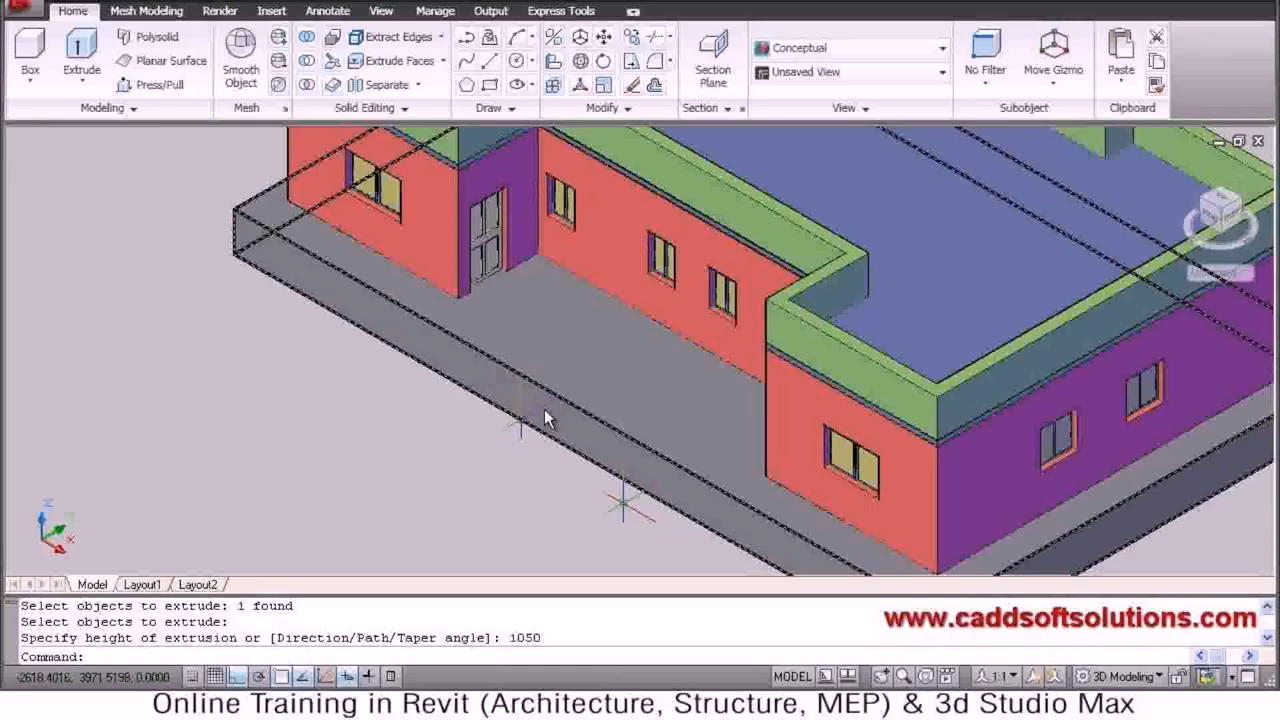 Home Mesh Modeling Render Insert Annotate View Manage Output Express Tools
Box
Extrude
Polysolid
Planar Surface
Press/Pull
Smooth Object
Extract Edges
Extrude Faces
Separate
Section Plane
Conceptual
Unsaved View
No Filter
Move Gizmo
Paste
Modeling Mesh Solid Editing Draw Modify Section View Subobject Clipboard
Z
X
Model Layout1 Layout2
Select objects to extrude: 1 found
Select objects to extrude:
Specify height of extrusion or [Direction/Path/Taper angle]: 1050
Command:
www.caddsoftsolutions.com
-2618.4016, 3971.5198, 0.0000 MODEL 1:1 3D Modeling
Online Training in Revit (Architecture, Structure, MEP) & 3d Studio Max